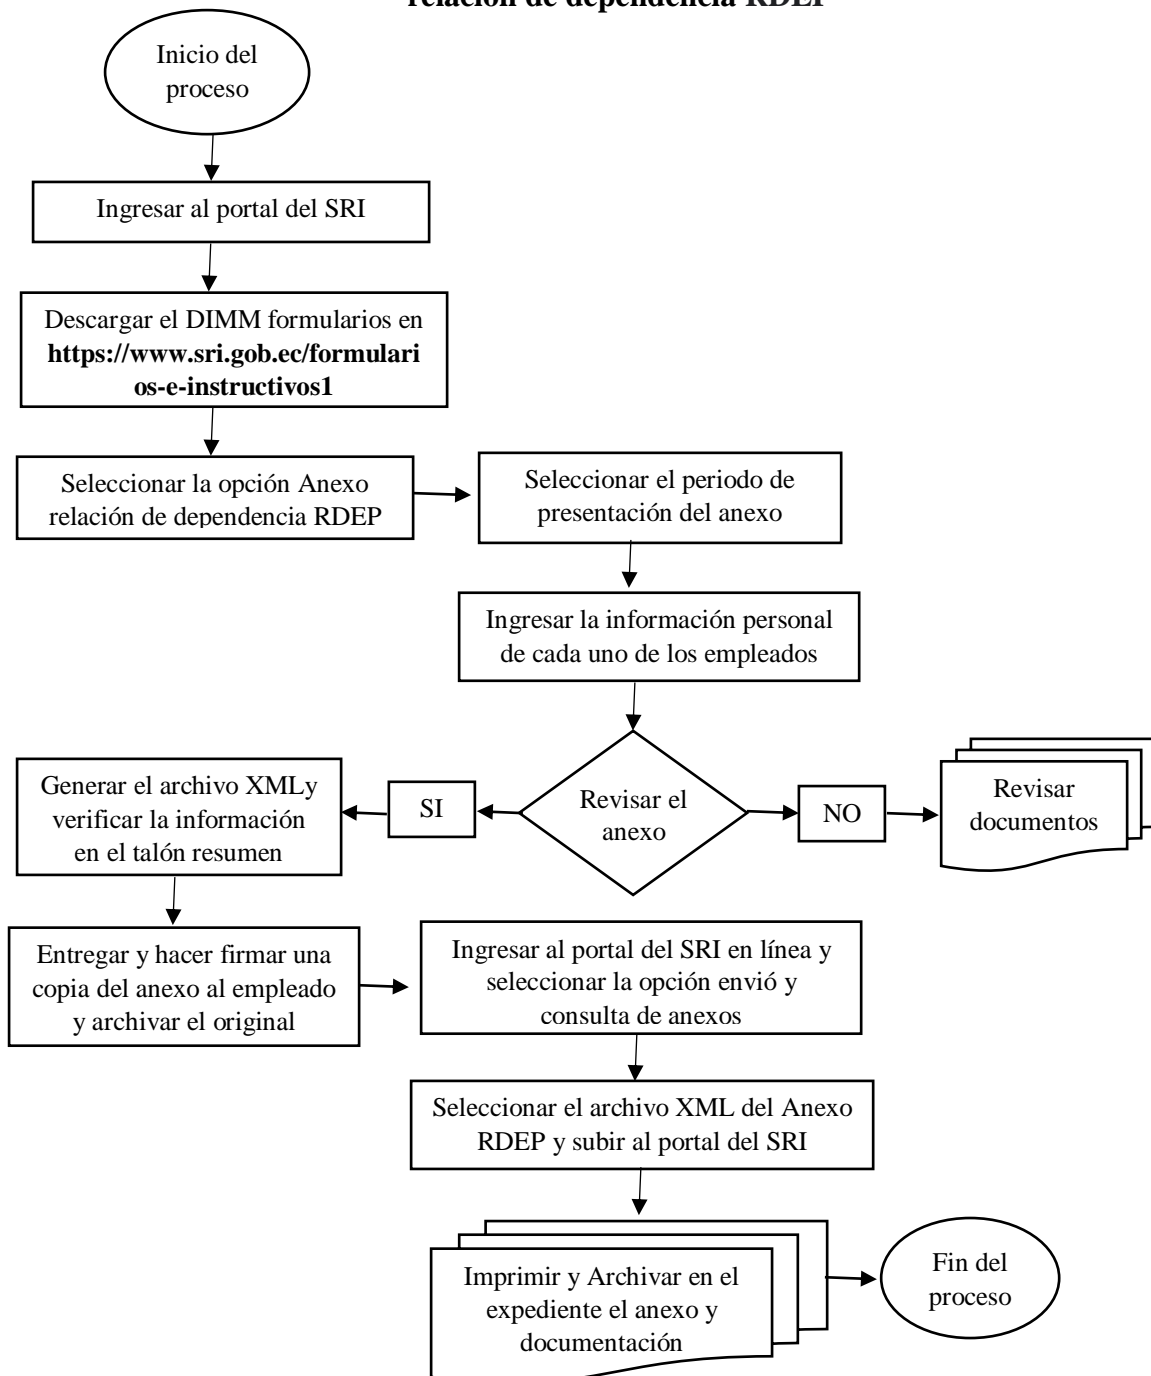 relación de dependencia RDEP
Inicio del
proceso
Ingresar al portal del SRI
Descargar el DIMM formularios en
https://www.sri.gob.ec/formulari
os-e-instructivos1
Seleccionar la opción Anexo
relación de dependencia RDEP
Seleccionar el periodo de
presentación del anexo
Ingresar la información personal
de cada uno de los empleados
Revisar el
anexo
SI
NO
Revisar
documentos
Generar el archivo XMLy
verificar la información
en el talón resumen
Entregar y hacer firmar una
copia del anexo al empleado
y archivar el original
Ingresar al portal del SRI en línea y
seleccionar la opción envió y
consulta de anexos
Seleccionar el archivo XML del Anexo
RDEP y subir al portal del SRI
Imprimir y Archivar en el
expediente el anexo y
documentación
Fin del
proceso